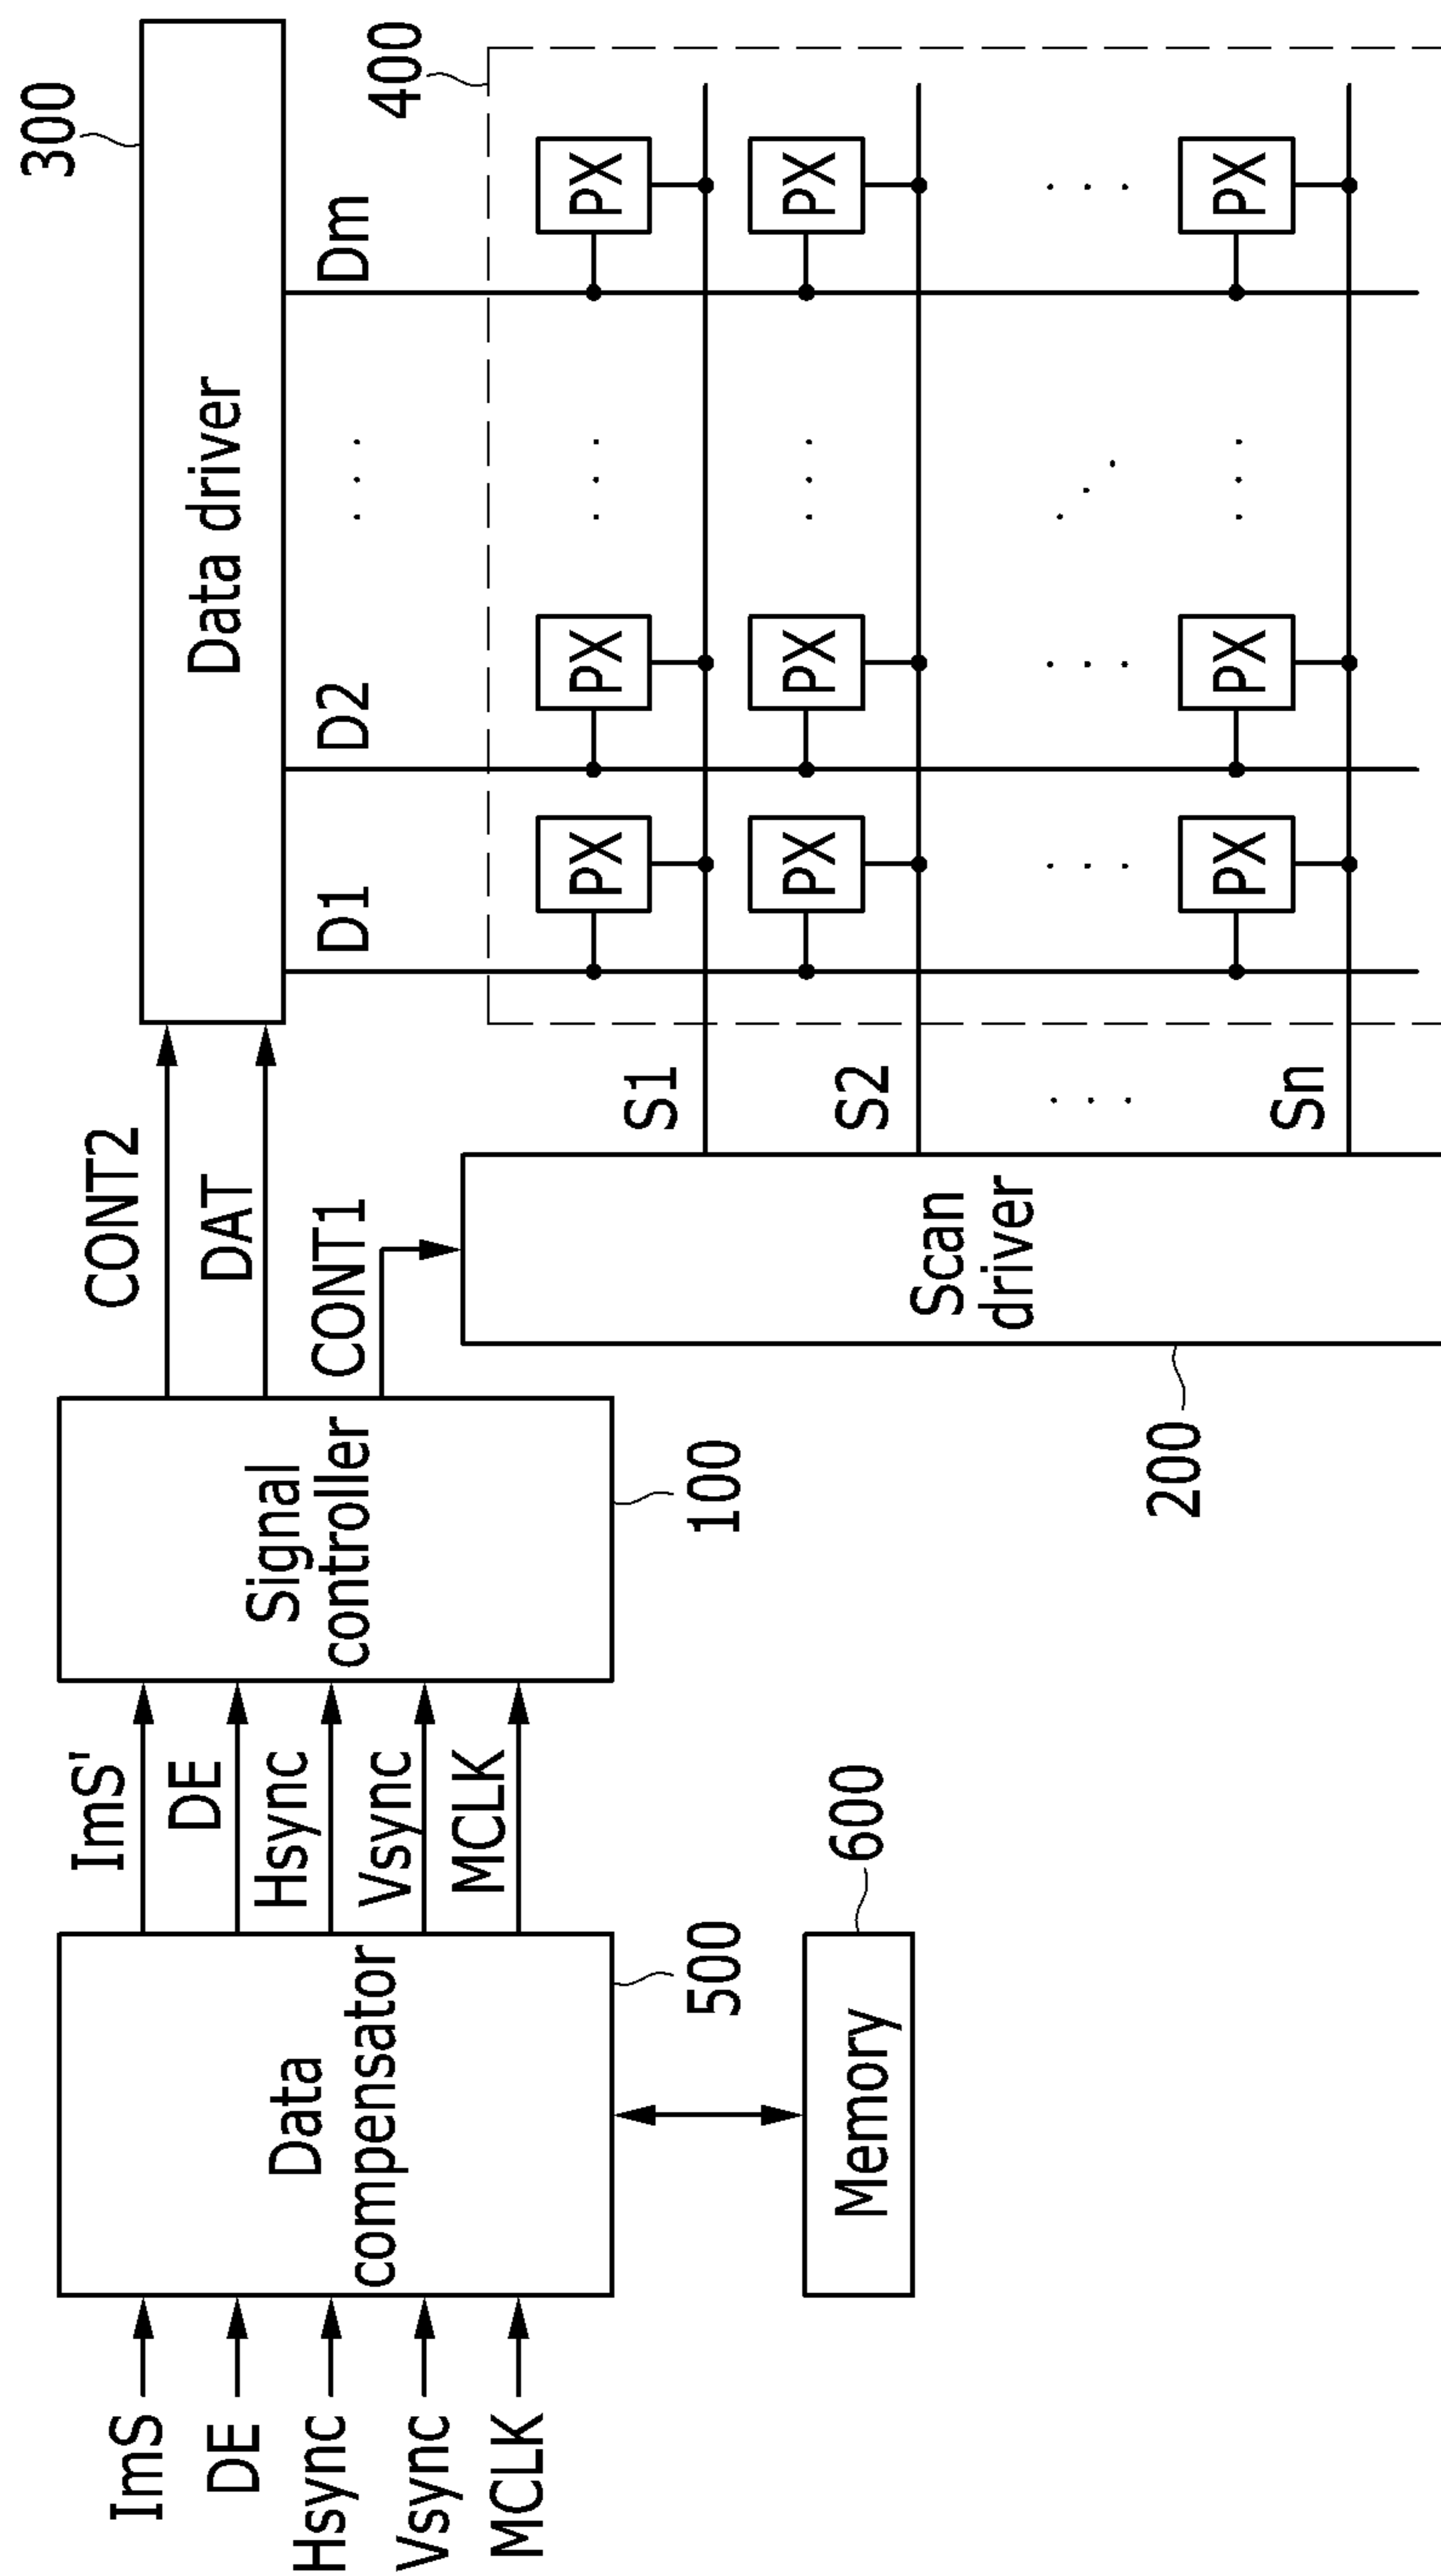 300
Data driver
400
CONT2
DAT
CONT1
D1
D2
Dm
ImS
DE
Hsync
Vsync
MCLK
Data
compensator
500
ImS'
DE
Hsync
Vsync
MCLK
Signal
controller
100
Memory
600
Scan
driver
200
S1
S2
Sn
PX
PX
PX
PX
PX
PX
PX
PX
PX